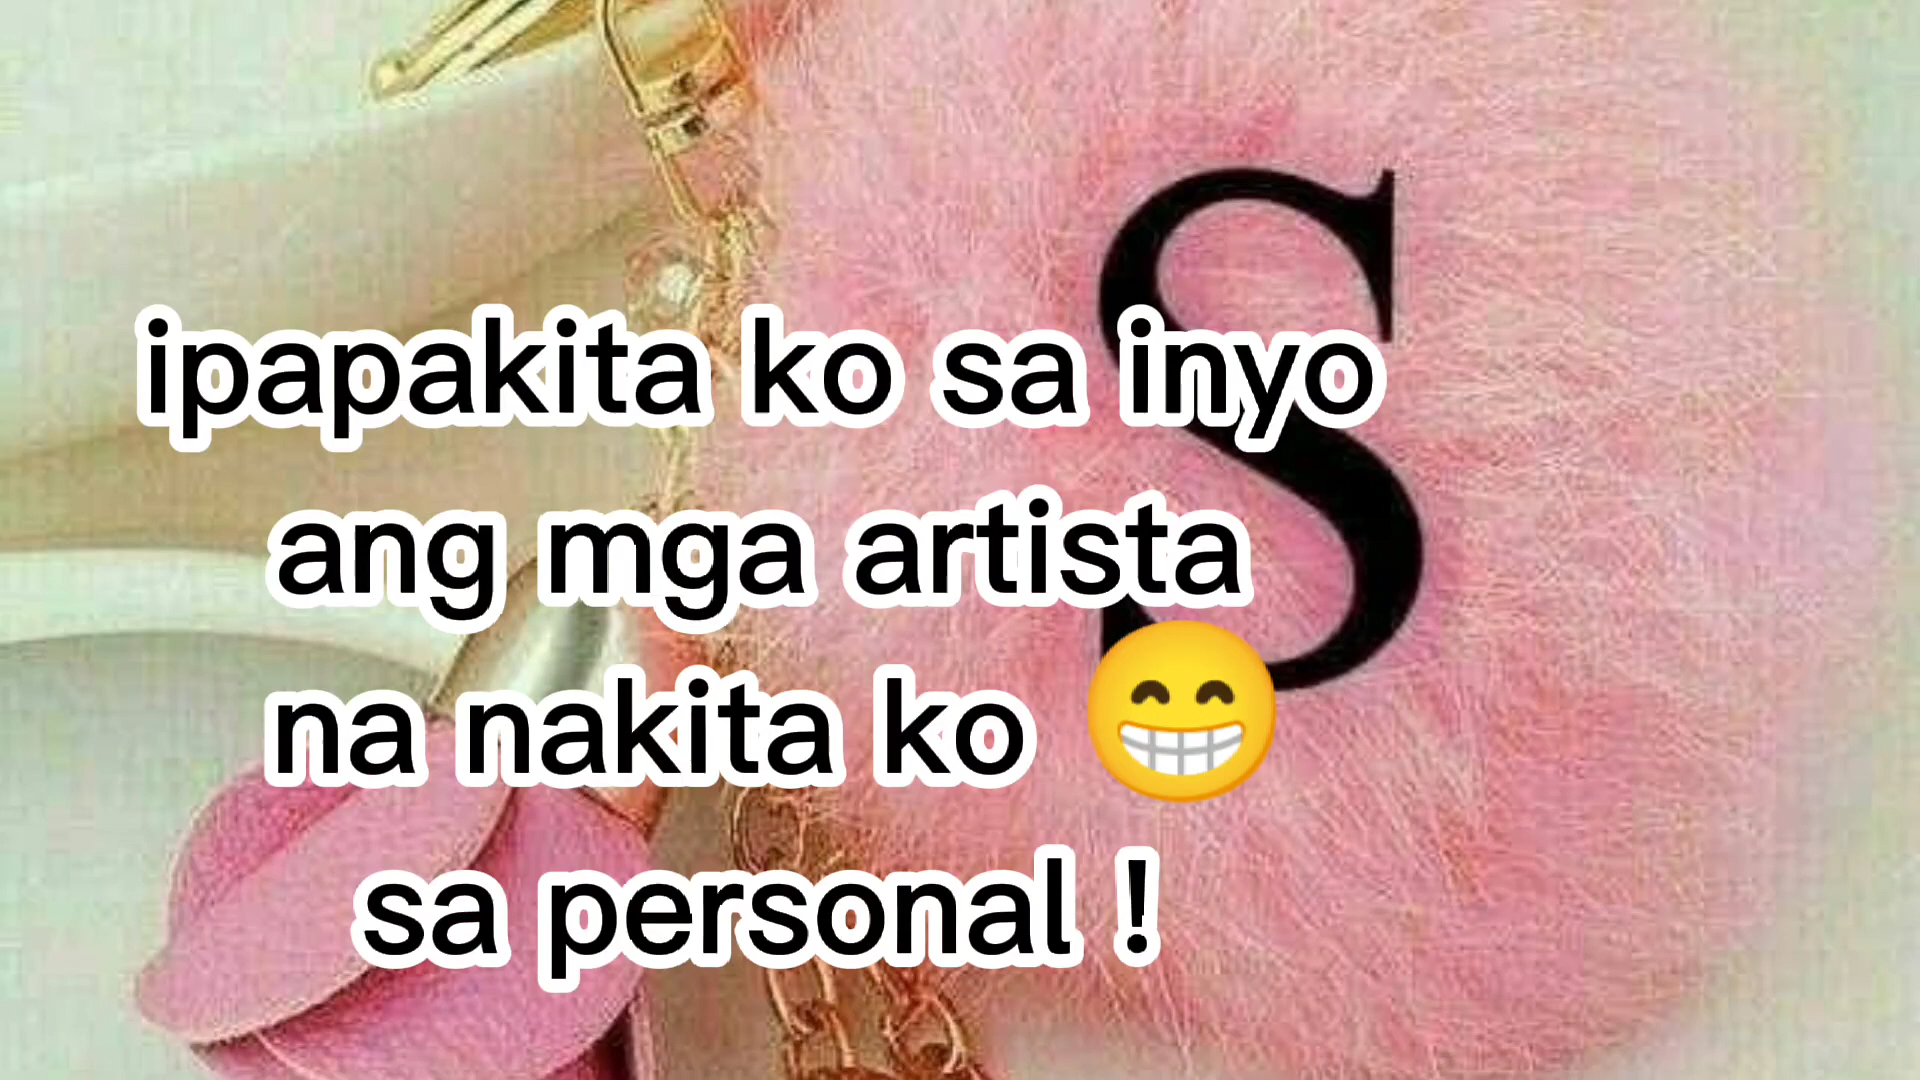 S
ipapakita ko sa inyo
ang mga artista
na nakita ko 😁
sa personal !